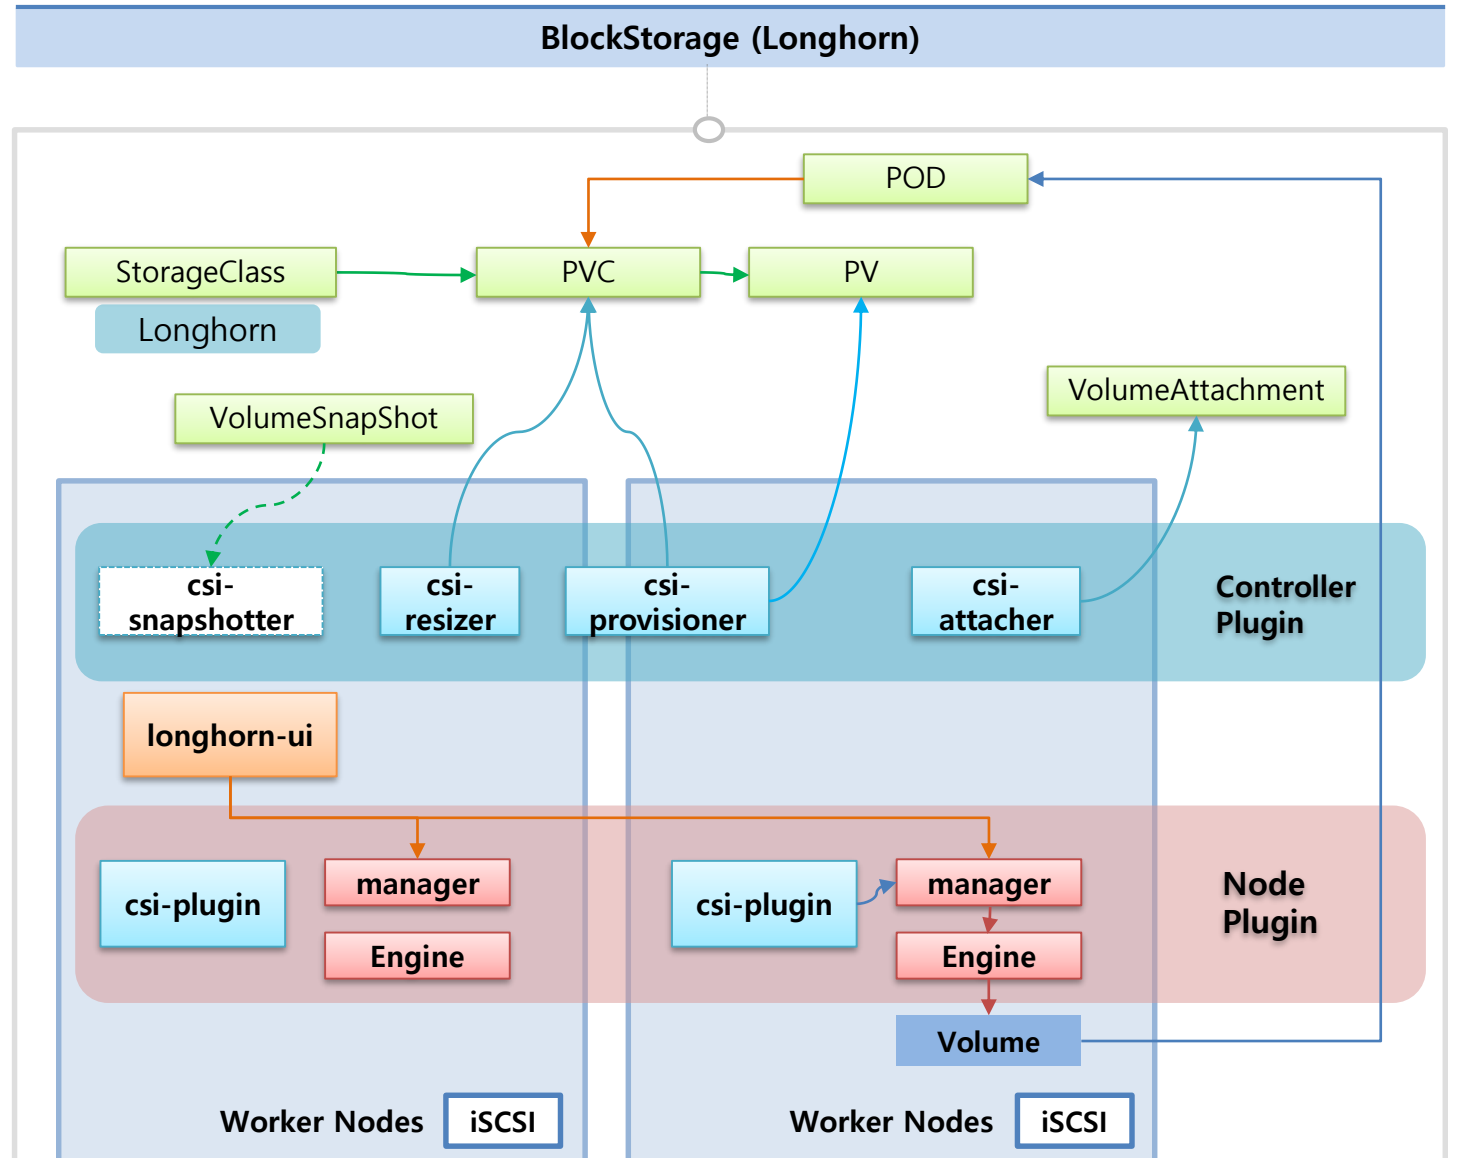 BlockStorage (Longhorn)
POD
StorageClass
PVC
PV
Longhorn
VolumeAttachment
VolumeSnapShot
csi-
snapshotter
csi-
resizer
csi-
provisioner
csi-
attacher
Controller
Plugin
longhorn-ui
csi-plugin
manager
Engine
csi-plugin
manager
Engine
Node
Plugin
Volume
Worker Nodes
iSCSI
Worker Nodes
iSCSI